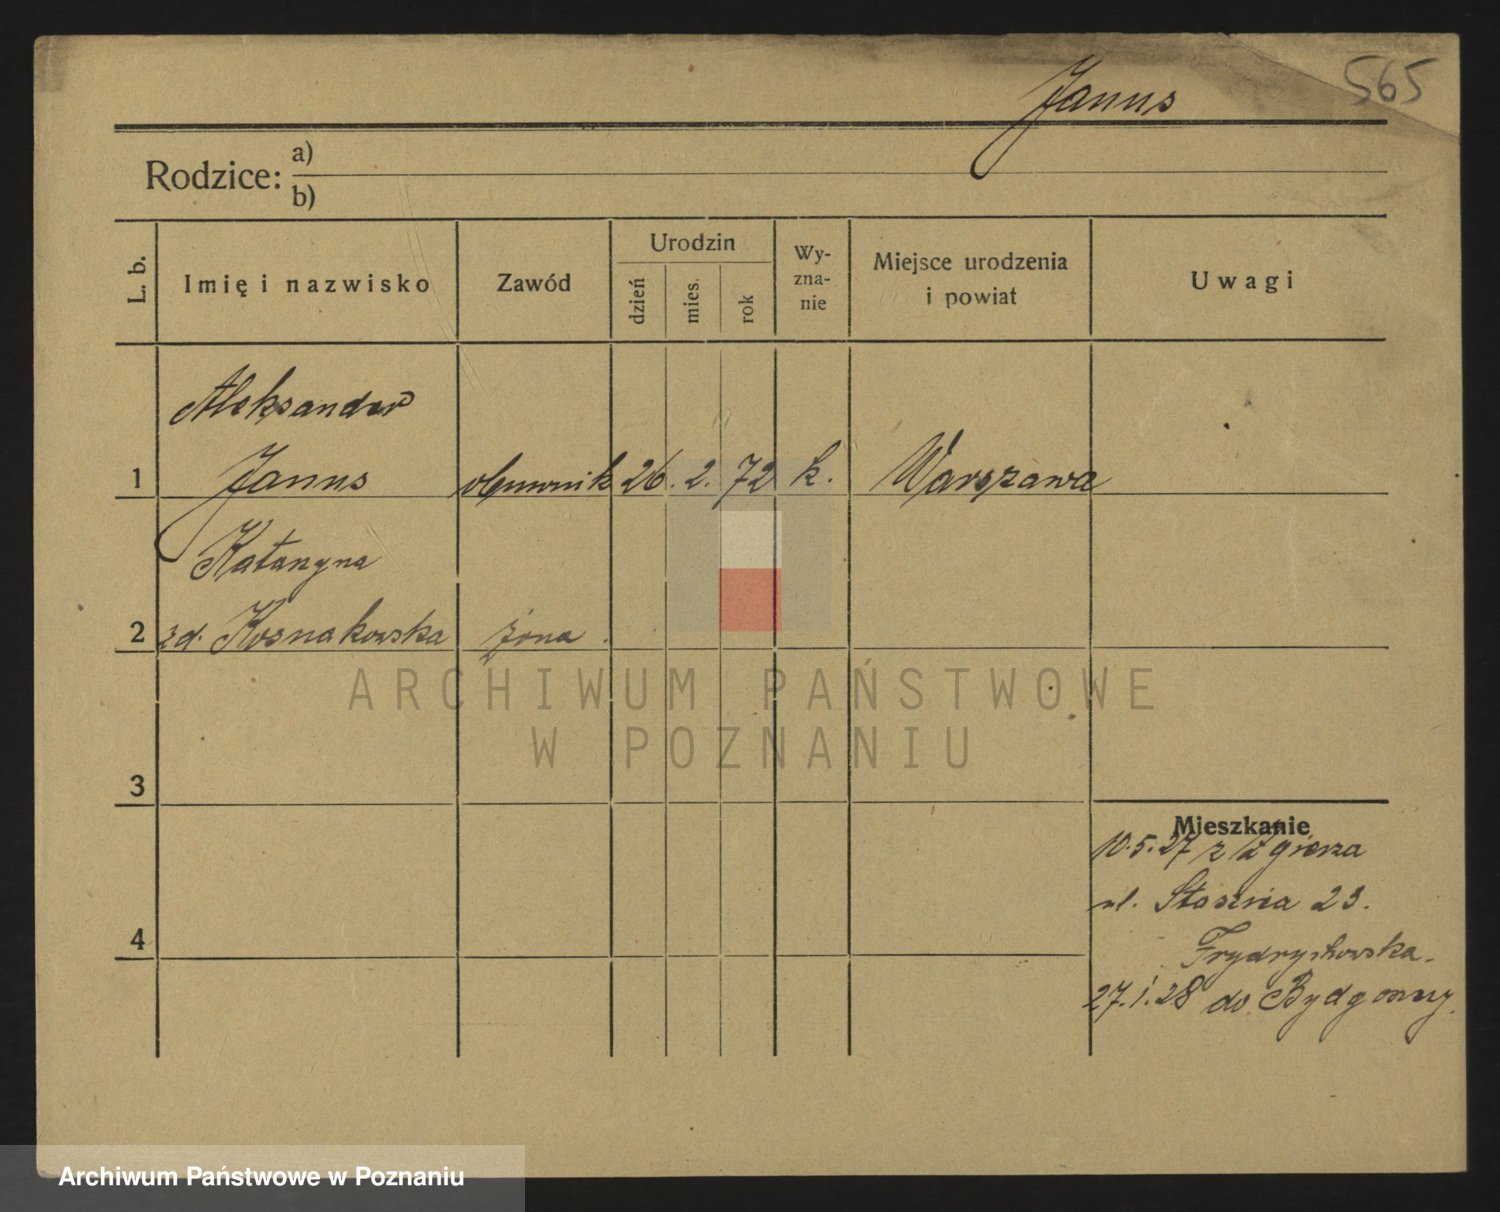 565
Janus
Rodzice: a)
b)
L. b.
Imię i nazwisko
Zawód
Urodzin
dzień
mies.
rok
Wy-
zna-
nie
Miejsce urodzenia
i powiat
Uwagi
Aleksander
1 Janus 26. 2. 72 k. Warszawa
Katarzyna
2 zd. Kosnakowska żona.
ARCHIWUM PAŃSTWOWE
W POZNANIU
3
Mieszkanie
10.5.27 z Zgierza
ul. 23.
4
Frydrychowska.
27.1.28 do Bydgoszczy.
Archiwum Państwowe w Poznaniu